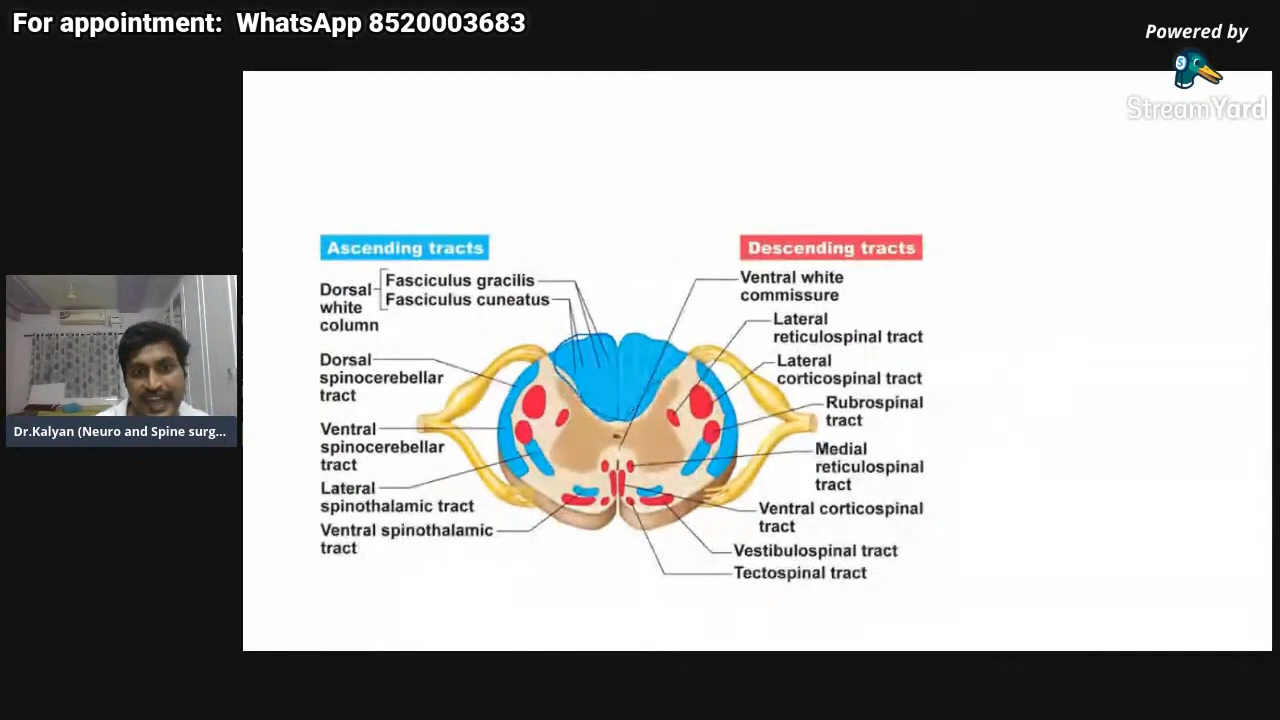 For appointment: WhatsApp 8520003683
Powered by
StreamYard
S
Ascending tracts
Dorsal white column
Fasciculus gracilis
Fasciculus cuneatus
Dorsal
spinocerebellar
tract
Ventral
spinocerebellar
tract
Lateral
spinothalamic tract
Ventral spinothalamic
tract
Descending tracts
Ventral white
commissure
Lateral
reticulospinal tract
Lateral
corticospinal tract
Rubrospinal
tract
Medial
reticulospinal
tract
Ventral corticospinal
tract
Vestibulospinal tract
Tectospinal tract
Dr.Kalyan (Neuro and Spine surg...